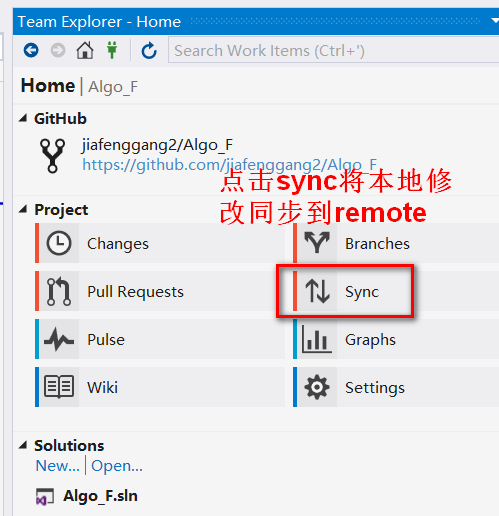 Team Explorer - Home
Search Work Items (Ctrl+')
Home | Algo_F
GitHub
jiafenggang2/Algo_F
https://github.com/jiafenggang2/Algo_F
点击sync将本地修
改同步到remote
Project
Changes
Branches
Pull Requests
Sync
Pulse
Graphs
Wiki
Settings
Solutions
New... | Open...
Algo_F.sln